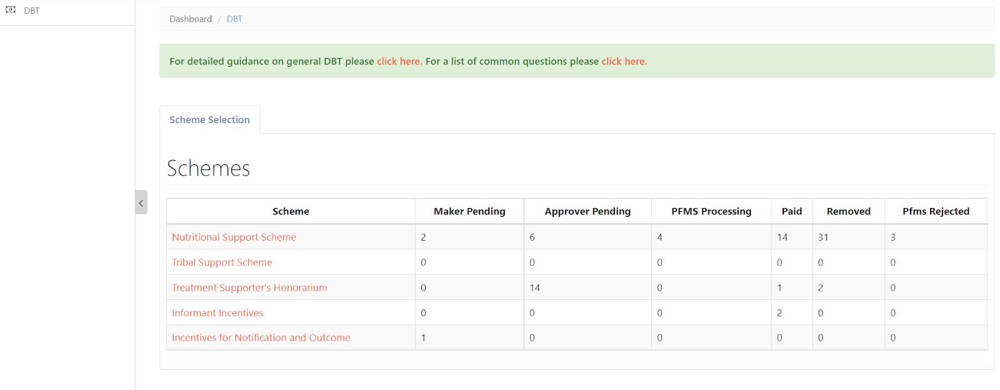 DBT
Dashboard / DBT
For detailed guidance on general DBT please click here. For a list of common questions please click here.
Scheme Selection
Schemes
Scheme Maker Pending Approver Pending PFMS Processing Paid Removed Pfms Rejected
Nutritional Support Scheme 2 6 4 14 31 3
Tribal Support Scheme 0 0 0 0 0 0
Treatment Supporter's Honorarium 0 14 0 1 2 0
Informant Incentives 0 0 0 2 0 0
Incentives for Notification and Outcome 1 0 0 0 0 0